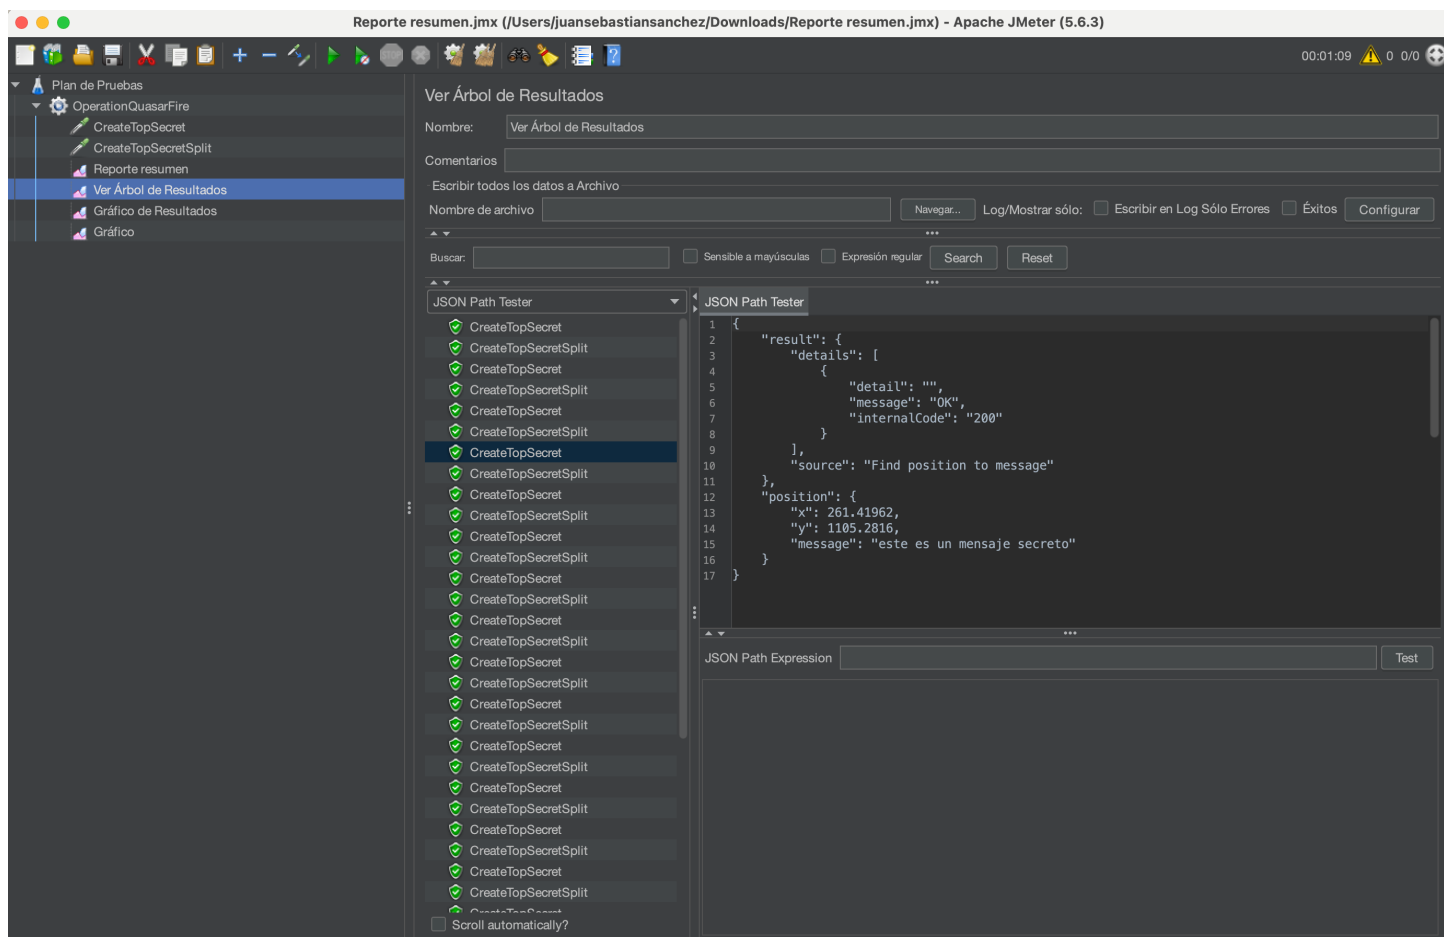 Reporte resumen.jmx (/Users/juansebastiansanchez/Downloads/Reporte resumen.jmx) - Apache JMeter (5.6.3)
00:01:09 0 0/0
Plan de Pruebas
OperationQuasarFire
CreateTopSecret
CreateTopSecretSplit
Reporte resumen
Ver Árbol de Resultados
Gráfico de Resultados
Gráfico
Ver Árbol de Resultados
Nombre: Ver Árbol de Resultados
Comentarios
Escribir todos los datos a Archivo
Nombre de archivo Navegar... Log/Mostrar sólo: Escribir en Log Sólo Errores Éxitos Configurar
Buscar: Sensible a mayúsculas Expresión regular Search Reset
JSON Path Tester
CreateTopSecret
CreateTopSecretSplit
CreateTopSecret
CreateTopSecretSplit
CreateTopSecret
CreateTopSecretSplit
CreateTopSecret
CreateTopSecretSplit
CreateTopSecret
CreateTopSecretSplit
CreateTopSecret
CreateTopSecretSplit
CreateTopSecret
CreateTopSecretSplit
CreateTopSecret
CreateTopSecretSplit
CreateTopSecret
CreateTopSecretSplit
CreateTopSecret
CreateTopSecretSplit
CreateTopSecret
CreateTopSecretSplit
CreateTopSecret
CreateTopSecretSplit
CreateTopSecret
CreateTopSecretSplit
CreateTopSecret
CreateTopSecretSplit
CreateTopSecret
Scroll automatically?
JSON Path Tester
1 {
2 "result": {
3 "details": [
4 {
5 "detail": "",
6 "message": "OK",
7 "internalCode": "200"
8 }
9 ],
10 "source": "Find position to message"
11 },
12 "position": {
13 "x": 261.41962,
14 "y": 1105.2816,
15 "message": "este es un mensaje secreto"
16 }
17 }
JSON Path Expression Test